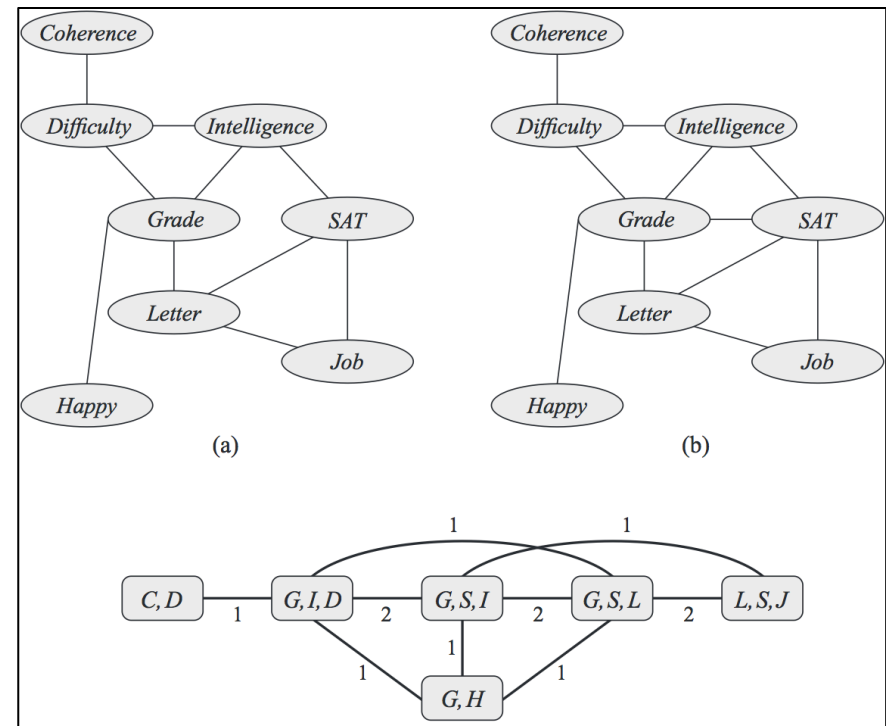 Coherence
Coherence
Difficulty
Intelligence
Difficulty
Intelligence
Grade
SAT
Grade
SAT
Letter
Letter
Job
Job
Happy
Happy
(a)
(b)
1
1
C, D
G, I, D
G, S, I
G, S, L
L, S, J
1
2
2
2
1
1
1
G, H